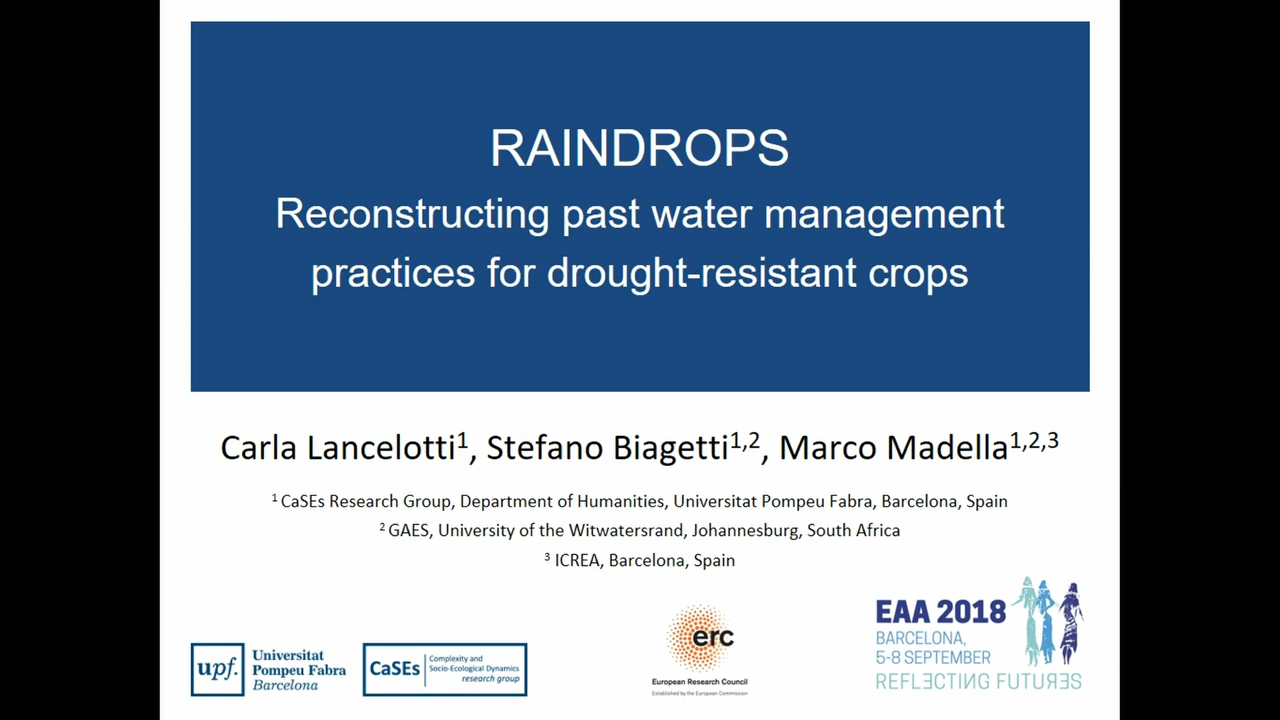 RAINDROPS
Reconstructing past water management
practices for drought-resistant crops
Carla Lancelotti¹, Stefano Biagetti¹,², Marco Madella¹,²,³
¹ CaSEs Research Group, Department of Humanities, Universitat Pompeu Fabra, Barcelona, Spain
² GAES, University of the Witwatersrand, Johannesburg, South Africa
³ ICREA, Barcelona, Spain
upf. Universitat
Pompeu Fabra
Barcelona
CaSEs Complexity and
Socio-Ecological Dynamics
research group
erc
European Research Council
Established by the European Commission
EAA 2018
BARCELONA,
5-8 SEPTEMBER
REFLECTING FUTURES